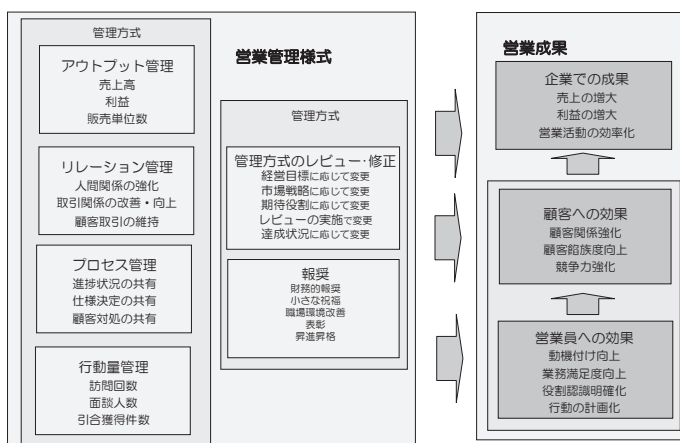 管理方式
アウトプット管理
売上高
利益
販売単位数
リレーション管理
人間関係の強化
取引関係の改善・向上
顧客取引の維持
プロセス管理
進捗状況の共有
仕様決定の共有
顧客対処の共有
行動量管理
訪問回数
面談人数
引合獲得件数
営業管理様式
管理方式
管理方式のレビュー・修正
経営目標に応じて変更
市場戦略に応じて変更
期待役割に応じて変更
レビューの実施で変更
達成状況に応じて変更
報奨
財務的報奨
小さな祝福
職場環境改善
表彰
昇進昇格
営業成果
企業での成果
売上の増大
利益の増大
営業活動の効率化
顧客への効果
顧客関係強化
顧客餡族度向上
競争力強化
営業員への効果
動機付け向上
業務満足度向上
役割認識明確化
行動の計画化